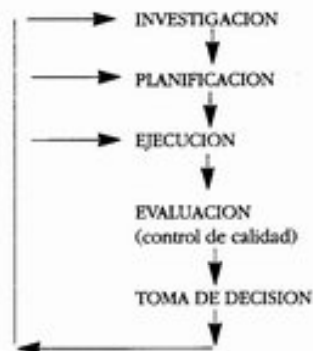 INVESTIGACION
PLANIFICACION
EJECUCION
EVALUACION
(control de calidad)
TOMA DE DECISION